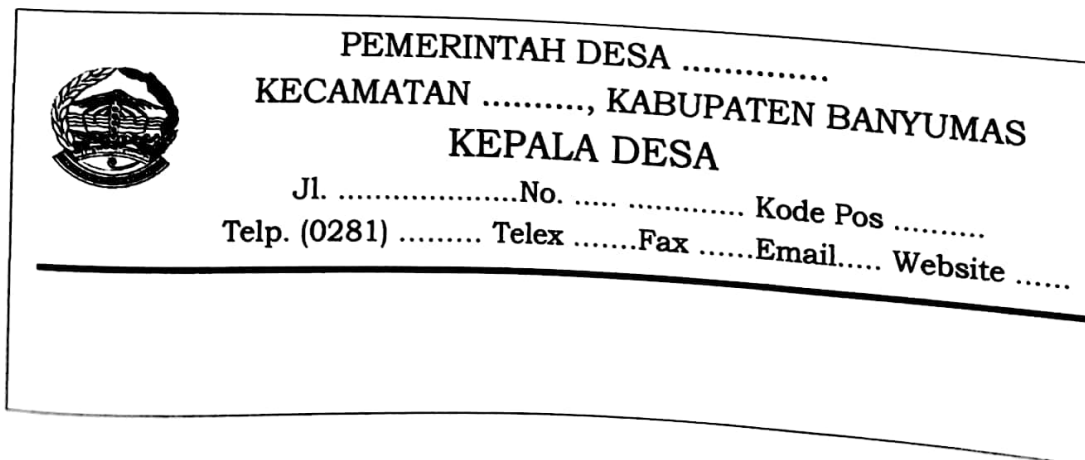 PEMERINTAH DESA ..............
KECAMATAN .........., KABUPATEN BANYUMAS
KEPALA DESA
Jl. ....................No. ..... ............. Kode Pos ..........
Telp. (0281) ......... Telex .......Fax ......Email..... Website ......